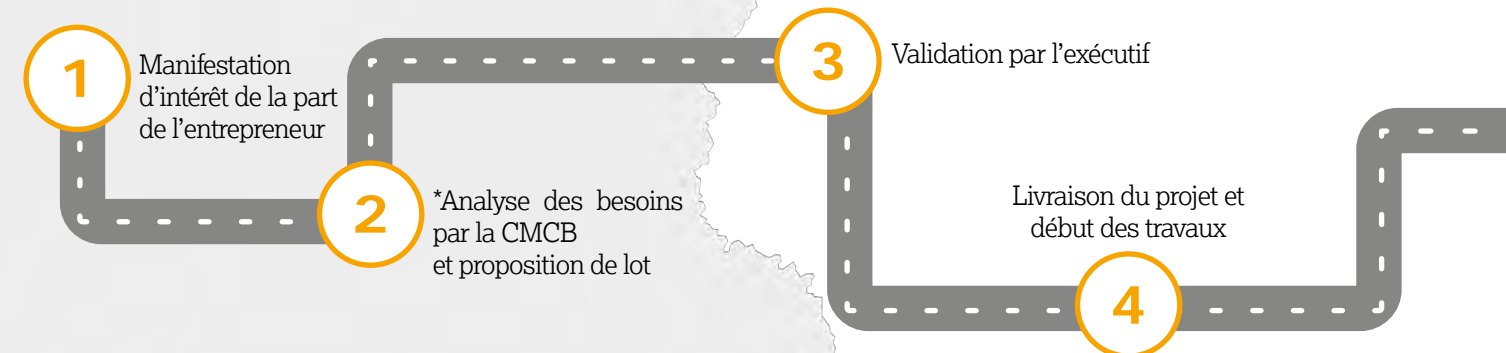 1
Manifestation
d'intérêt de la part
de l'entrepreneur
2
*Analyse des besoins
par la CMCB
et proposition de lot
3
Validation par l'exécutif
Livraison du projet et
début des travaux
4